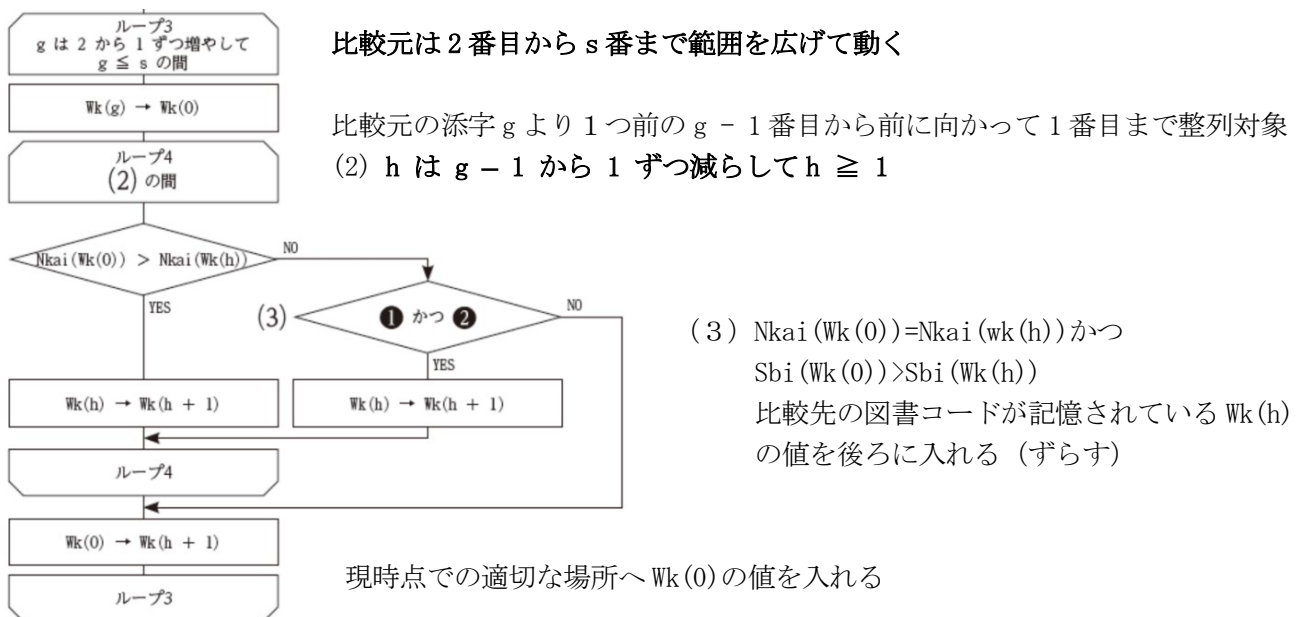 ループ3
g は 2 から 1 ずつ増やして
g ≦ s の間
比較元は2番目からs番まで範囲を広げて動く
Wk(g) → Wk(0)
比較元の添字 g より 1 つ前の g - 1 番目から前に向かって 1 番目まで整列対象
ループ4
(2) の間
(2) h は g – 1 から 1 ずつ減らして h ≧ 1
Nkai(Wk(0)) > Nkai(Wk(h))
NO
YES
(3)
❶ かつ ❷
NO
YES
(3) Nkai(Wk(0)=Nkai(wk(h))かつ
Sbi(Wk(0))>Sbi(Wk(h))
比較先の図書コードが記憶されている Wk(h)
の値を後ろに入れる（ずらす）
Wk(h) → Wk(h + 1)
Wk(h) → Wk(h + 1)
ループ4
Wk(0) → Wk(h + 1)
現時点での適切な場所へ Wk(0)の値を入れる
ループ3